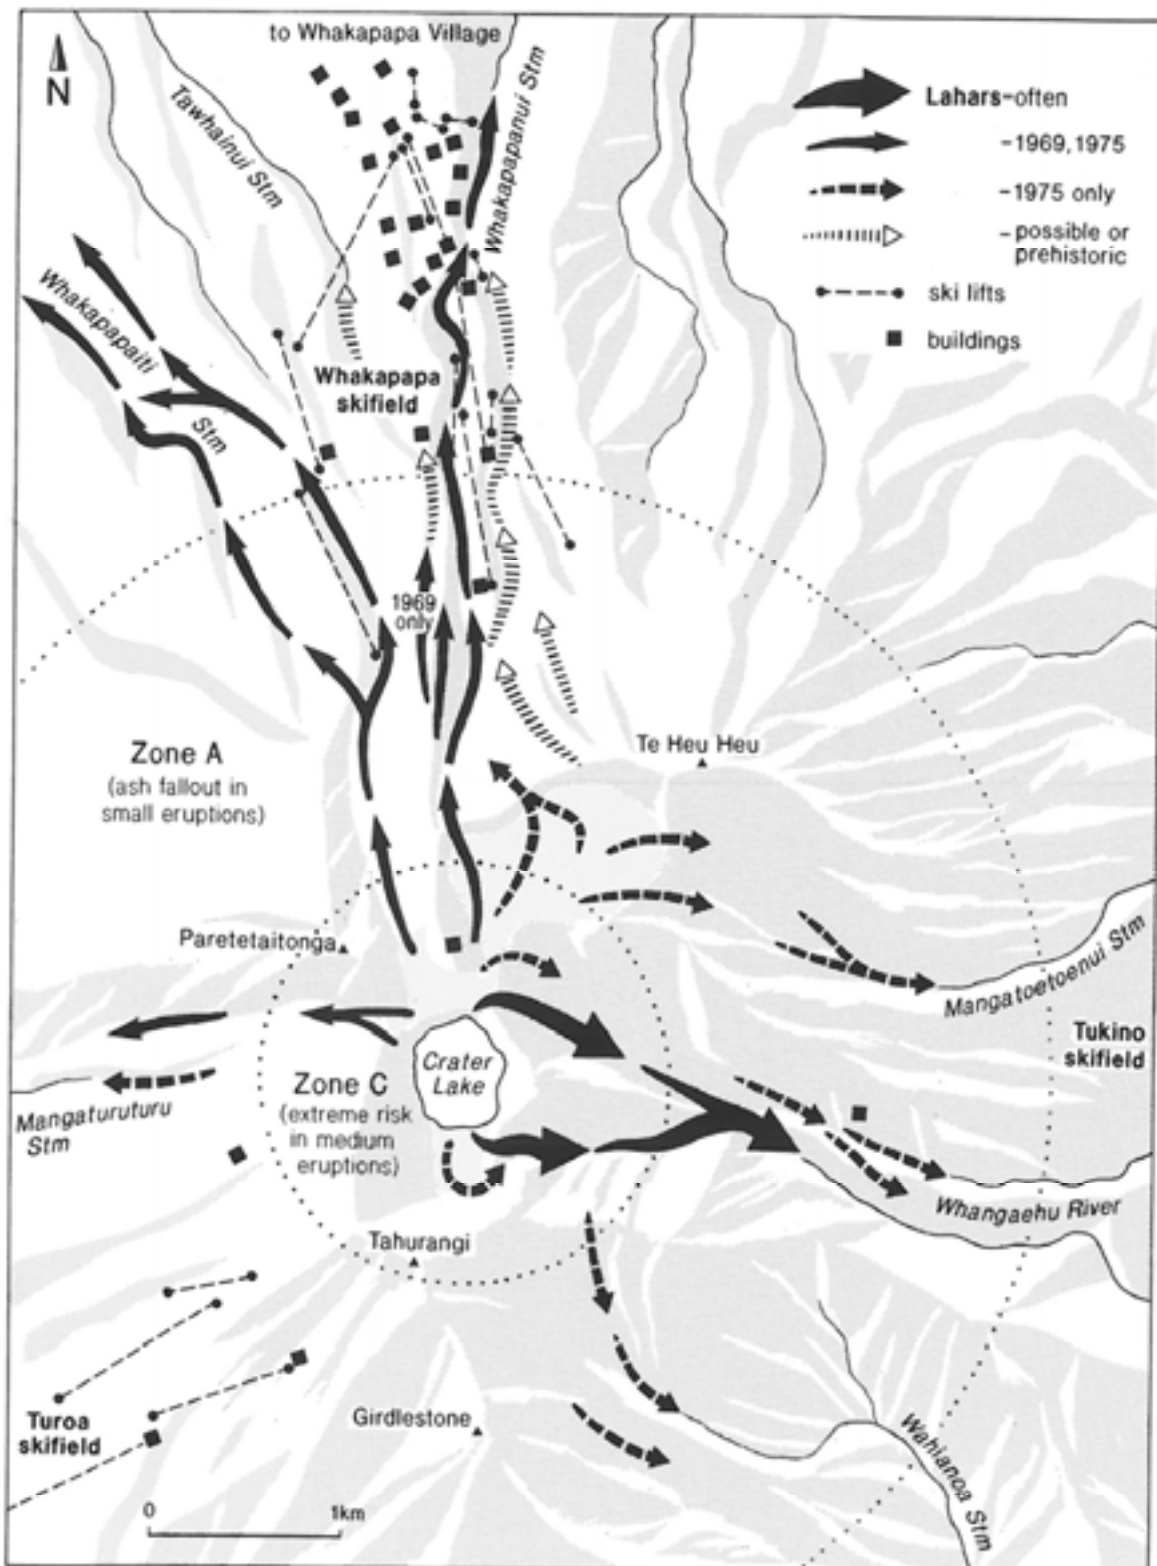 to Whakapapa Village
N
Tawhainui Stm
Whakapapanui Stm
Lahars-often
-1969, 1975
-1975 only
-possible or
prehistoric
ski lifts
buildings
Whakapapaiti
Stm
Whakapapa
skifield
1969
only
Zone A
(ash fallout in
small eruptions)
Te Heu Heu
Paretetaitonga
Mangatoetoenui Stm
Tukino
skifield
Crater
Lake
Zone C
(extreme risk
in medium
eruptions)
Mangaturuturu
Stm
Whangaehu River
Tahurangi
Turoa
skifield
Girdlestone
Wahianoa Stm
0
1km